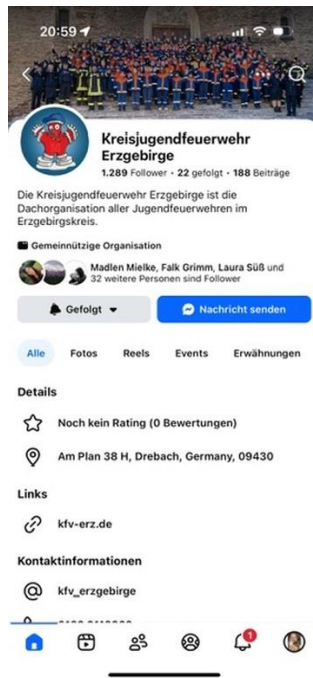 20:59
Kreisjugendfeuerwehr
Erzgebirge
1.289 Follower • 22 gefolgt • 188 Beiträge
Die Kreisjugendfeuerwehr Erzgebirge ist die
Dachorganisation aller Jugendfeuerwehren im
Erzgebirgskreis.
Gemeinnützige Organisation
Madlen Mielke, Falk Grimm, Laura Süß und
32 weitere Personen sind Follower
Gefolgt
Nachricht senden
Alle Fotos Reels Events Erwähnungen
Details
Noch kein Rating (0 Bewertungen)
Am Plan 38 H, Drebach, Germany, 09430
Links
kfv-erz.de
Kontaktinformationen
kfv_erzgebirge
1